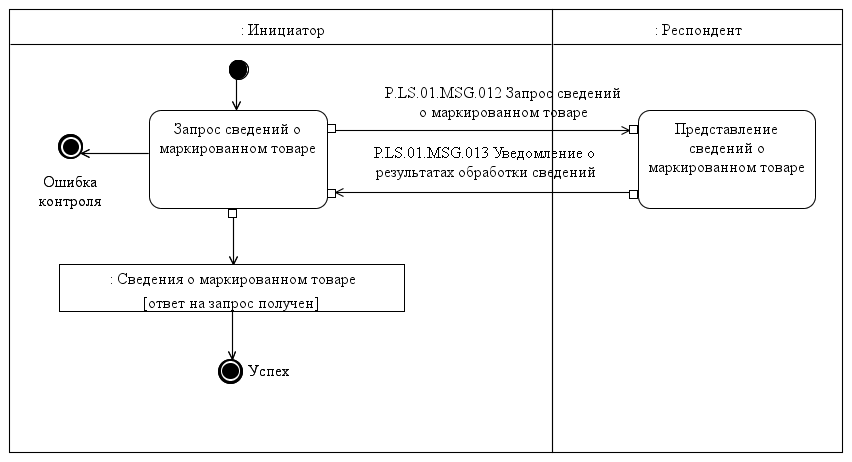 : Инициатор
: Респондент
P.LS.01.MSG.012 Запрос сведений
о маркированном товаре
Запрос сведений о
маркированном товаре
Представление
сведений о
маркированном товаре
P.LS.01.MSG.013 Уведомление о
результатах обработки сведений
Ошибка
контроля
: Сведения о маркированном товаре
[ответ на запрос получен]
Успех